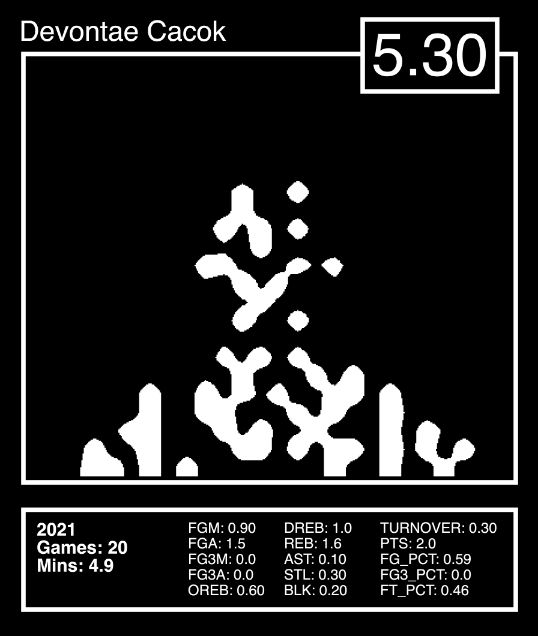 Devontae Cacok
5.30
2021
Games: 20
Mins: 4.9
FGM: 0.90
FGA: 1.5
FG3M: 0.0
FG3A: 0.0
OREB: 0.60
DREB: 1.0
REB: 1.6
AST: 0.10
STL: 0.30
BLK: 0.20
TURNOVER: 0.30
PTS: 2.0
FG_PCT: 0.59
FG3_PCT: 0.0
FT_PCT: 0.46